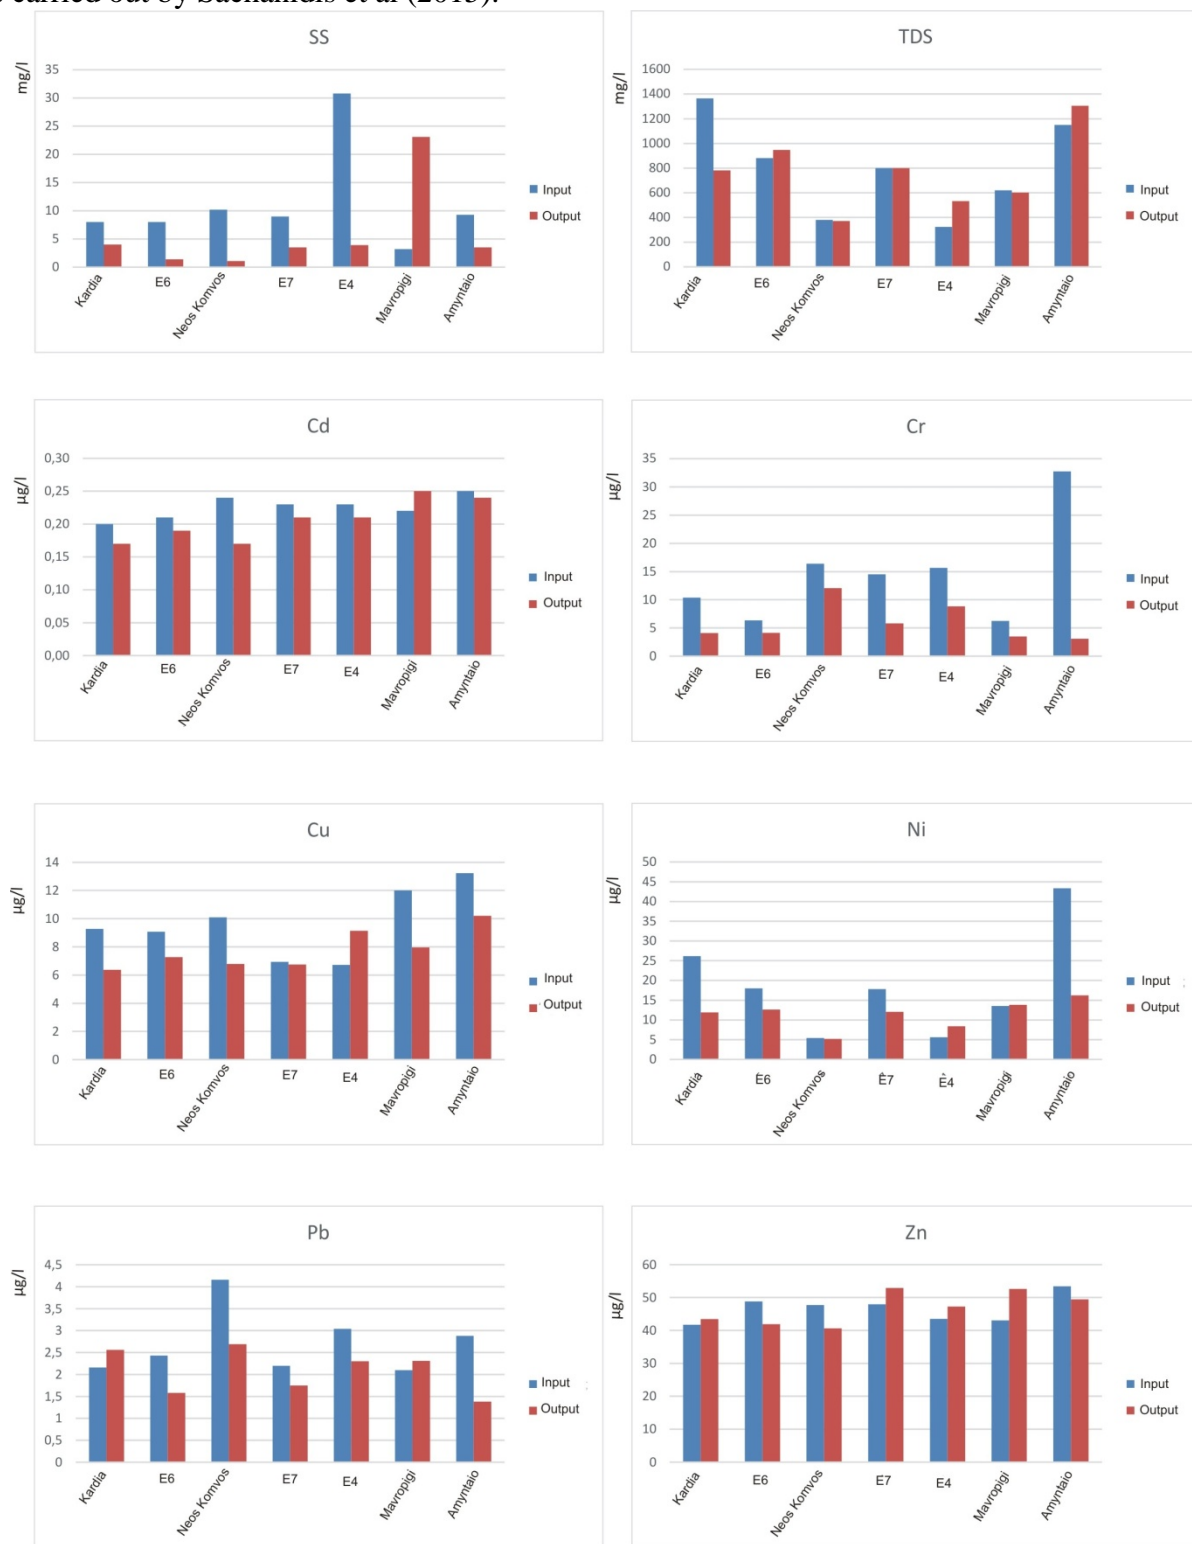 carried out by Sachanidis et al (2015).
SS
mg/l
35
30
25
20
15
10
5
0
Kardia
E6
Neos Komvos
E7
E4
Mavropigi
Amyntaio
Input
Output
TDS
mg/l
1600
1400
1200
1000
800
600
400
200
0
Kardia
E6
Neos Komvos
E7
E4
Mavropigi
Amyntaio
Input
Output
Cd
µg/l
0,30
0,25
0,20
0,15
0,10
0,05
0,00
Kardia
E6
Neos Komvos
E7
E4
Mavropigi
Amyntaio
Input
Output
Cr
µg/l
35
30
25
20
15
10
5
0
Kardia
E6
Neos Komvos
E7
E4
Mavropigi
Amyntaio
Input
Output
Cu
µg/l
14
12
10
8
6
4
2
0
Kardia
E6
Neos Komvos
E7
E4
Mavropigi
Amyntaio
Input
Output
Ni
µg/l
50
45
40
35
30
25
20
15
10
5
0
Kardia
E6
Neos Komvos
E7
E4
Mavropigi
Amyntaio
Input
Output
Pb
µg/l
4,5
4
3,5
3
2,5
2
1,5
1
0,5
0
Kardia
E6
Neos Komvos
E7
E4
Mavropigi
Amyntaio
Input
Output
Zn
µg/l
60
50
40
30
20
10
0
Kardia
E6
Neos Komvos
E7
E4
Mavropigi
Amyntaio
Input
Output